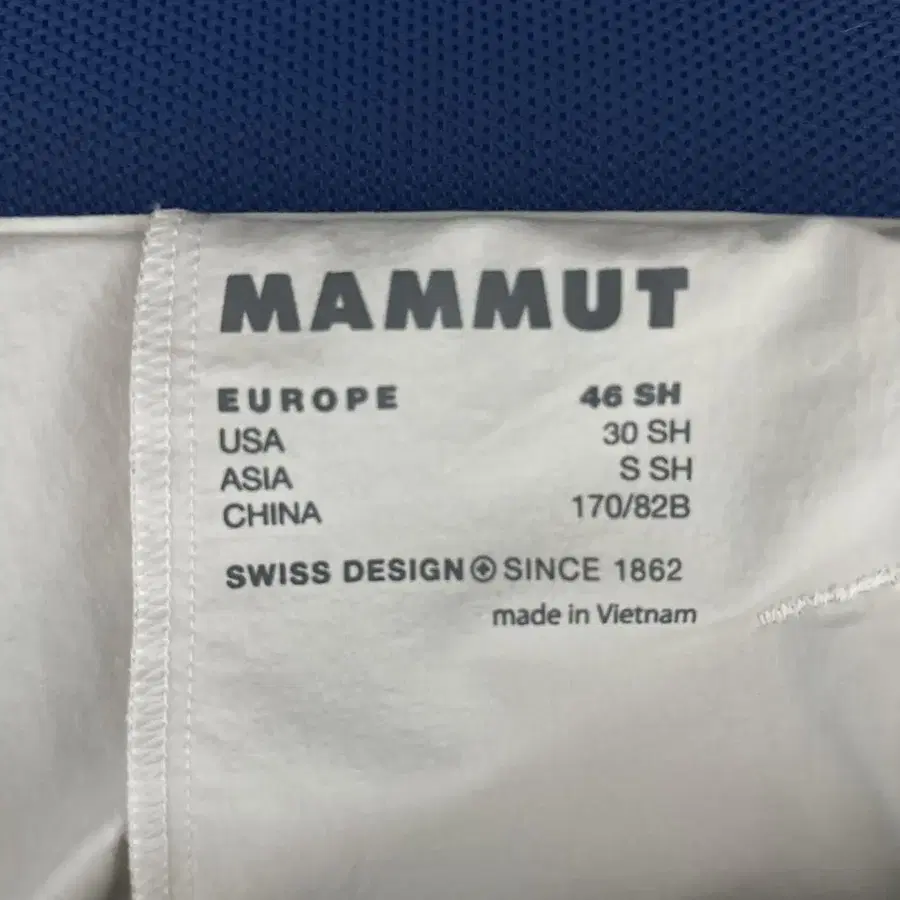 MAMMUT
EUROPE 46 SH
USA 30 SH
ASIA S SH
CHINA 170/82B
SWISS DESIGN SINCE 1862
made in Vietnam